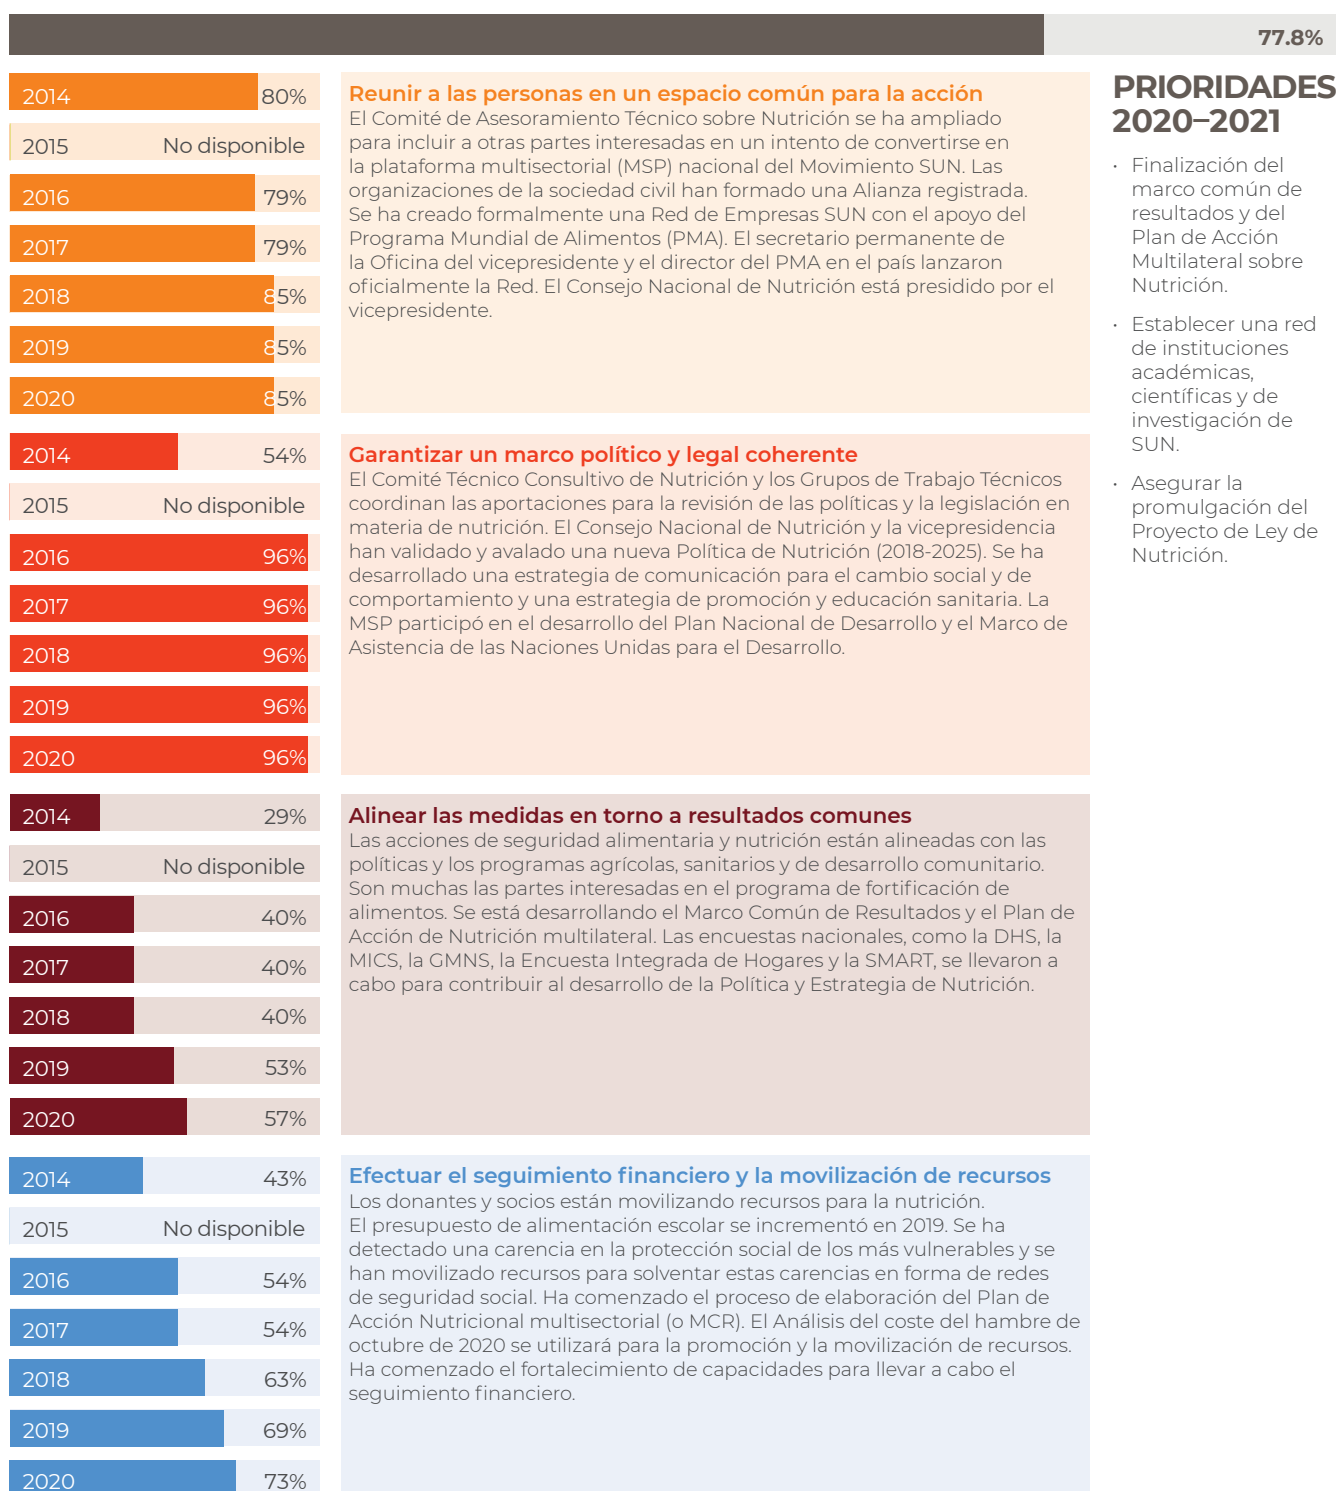 77.8%
2014 80%
2015 No disponible
2016 79%
2017 79%
2018 85%
2019 85%
2020 85%
Reunir a las personas en un espacio común para la acción
El Comité de Asesoramiento Técnico sobre Nutrición se ha ampliado
para incluir a otras partes interesadas en un intento de convertirse en
la plataforma multisectorial (MSP) nacional del Movimiento SUN. Las
organizaciones de la sociedad civil han formado una Alianza registrada.
Se ha creado formalmente una Red de Empresas SUN con el apoyo del
Programa Mundial de Alimentos (PMA). El secretario permanente de
la Oficina del vicepresidente y el director del PMA en el país lanzaron
oficialmente la Red. El Consejo Nacional de Nutrición está presidido por el
vicepresidente.
2014 54%
2015 No disponible
2016 96%
2017 96%
2018 96%
2019 96%
2020 96%
Garantizar un marco político y legal coherente
El Comité Técnico Consultivo de Nutrición y los Grupos de Trabajo Técnicos
coordinan las aportaciones para la revisión de las políticas y la legislación en
materia de nutrición. El Consejo Nacional de Nutrición y la vicepresidencia
han validado y avalado una nueva Política de Nutrición (2018-2025). Se ha
desarrollado una estrategia de comunicación para el cambio social y de
comportamiento y una estrategia de promoción y educación sanitaria. La
MSP participó en el desarrollo del Plan Nacional de Desarrollo y el Marco de
Asistencia de las Naciones Unidas para el Desarrollo.
2014 29%
2015 No disponible
2016 40%
2017 40%
2018 40%
2019 53%
2020 57%
Alinear las medidas en torno a resultados comunes
Las acciones de seguridad alimentaria y nutrición están alineadas con las
políticas y los programas agrícolas, sanitarios y de desarrollo comunitario.
Son muchas las partes interesadas en el programa de fortificación de
alimentos. Se está desarrollando el Marco Común de Resultados y el Plan de
Acción de Nutrición multilateral. Las encuestas nacionales, como la DHS, la
MICS, la GMNS, la Encuesta Integrada de Hogares y la SMART, se llevaron a
cabo para contribuir al desarrollo de la Política y Estrategia de Nutrición.
2014 43%
2015 No disponible
2016 54%
2017 54%
2018 63%
2019 69%
2020 73%
Efectuar el seguimiento financiero y la movilización de recursos
Los donantes y socios están movilizando recursos para la nutrición.
El presupuesto de alimentación escolar se incrementó en 2019. Se ha
detectado una carencia en la protección social de los más vulnerables y se
han movilizado recursos para solventar estas carencias en forma de redes
de seguridad social. Ha comenzado el proceso de elaboración del Plan de
Acción Nutricional multisectorial (o MCR). El Análisis del coste del hambre de
octubre de 2020 se utilizará para la promoción y la movilización de recursos.
Ha comenzado el fortalecimiento de capacidades para llevar a cabo el
seguimiento financiero.
PRIORIDADES
2020–2021
• Finalización del
marco común de
resultados y del
Plan de Acción
Multilateral sobre
Nutrición.
• Establecer una red
de instituciones
académicas,
científicas y de
investigación de
SUN.
• Asegurar la
promulgación del
Proyecto de Ley de
Nutrición.